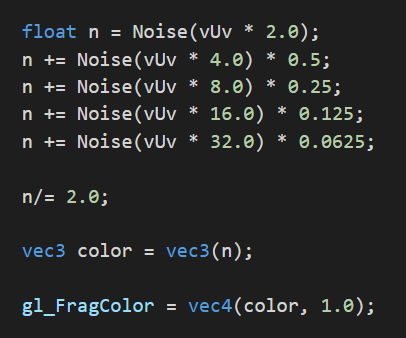 float n = Noise(vUv * 2.0);
n += Noise(vUv * 4.0) * 0.5;
n += Noise(vUv * 8.0) * 0.25;
n += Noise(vUv * 16.0) * 0.125;
n += Noise(vUv * 32.0) * 0.0625;
n/= 2.0;
vec3 color = vec3(n);
gl_FragColor = vec4(color, 1.0);